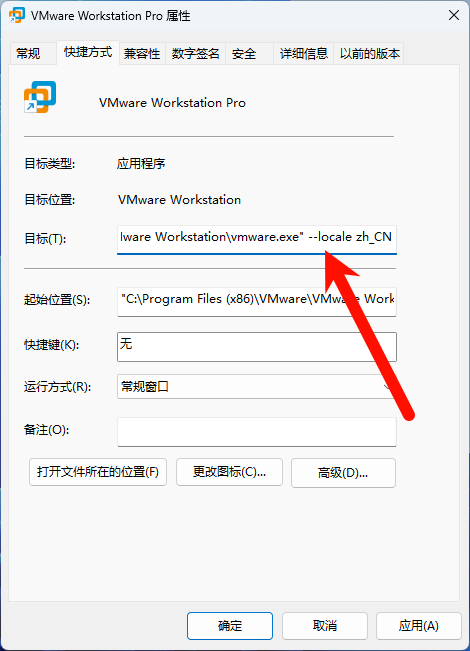 VMware Workstation Pro 属性
常规 快捷方式 兼容性 数字签名 安全 详细信息 以前的版本
VMware Workstation Pro
目标类型: 应用程序
目标位置: VMware Workstation
目标(T): lware Workstation\vmware.exe" --locale zh_CN
起始位置(S): "C:\Program Files (x86)\VMware\VMware Work
快捷键(K): 无
运行方式(R): 常规窗口
备注(O):
打开文件所在的位置(F) 更改图标(C)... 高级(D)...
确定 取消 应用(A)